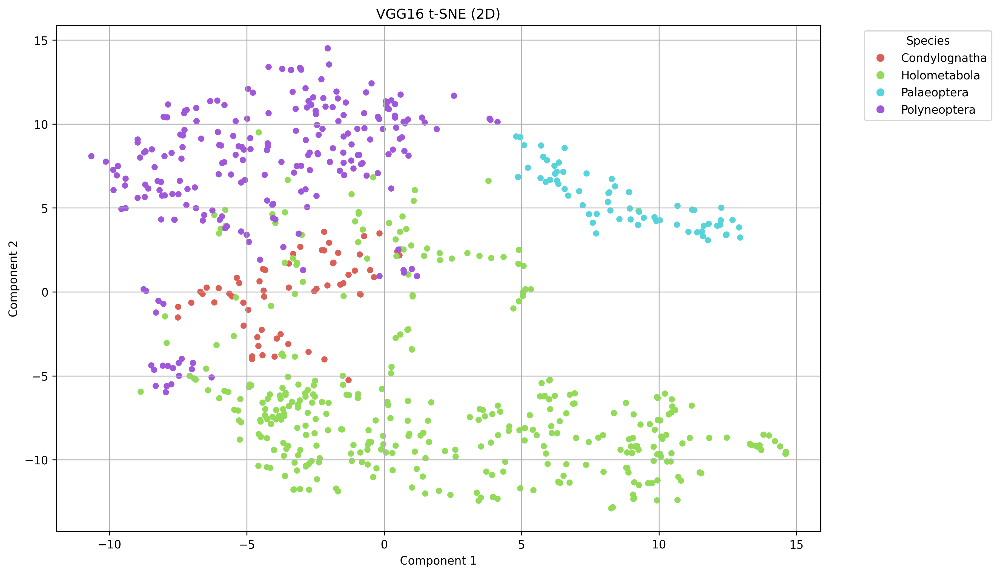 VGG16 t-SNE (2D)
Species
Condylognatha
Holometabola
Palaeoptera
Polyneoptera
15
10
5
0
−5
−10
Component 2
−10
−5
0
5
10
15
Component 1